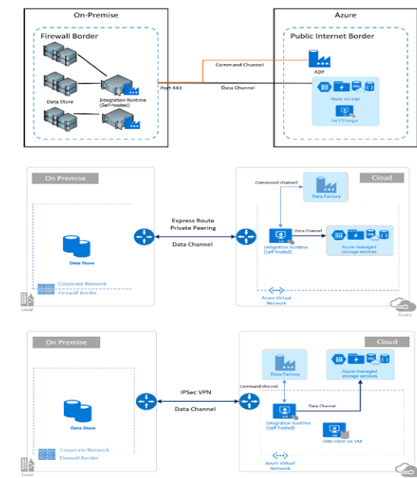 On-Premise
Azure
Firewall Border
Public Internet Border
Command Channel
ADF
Port 443
Data Channel
Data Store
Integration Runtime
(Self-hosted)
Azure storage
On Premise
Cloud
Command Channel
Data Factory
Express Route
Private Peering
Data Channel
Data Channel
Integration Runtime
(Self hosted)
Azure managed
storage services
Data Store
Corporate Network
Firewall Border
Azure Virtual
Network
Local
Azure
On Premise
Cloud
Data Factory
Azure managed
storage services
Command channel
IPSec VPN
Data Channel
Data Channel
Integration Runtime
(Self hosted)
Data Store
Corporate Network
Firewall Border
Azure Virtual
Network
Local